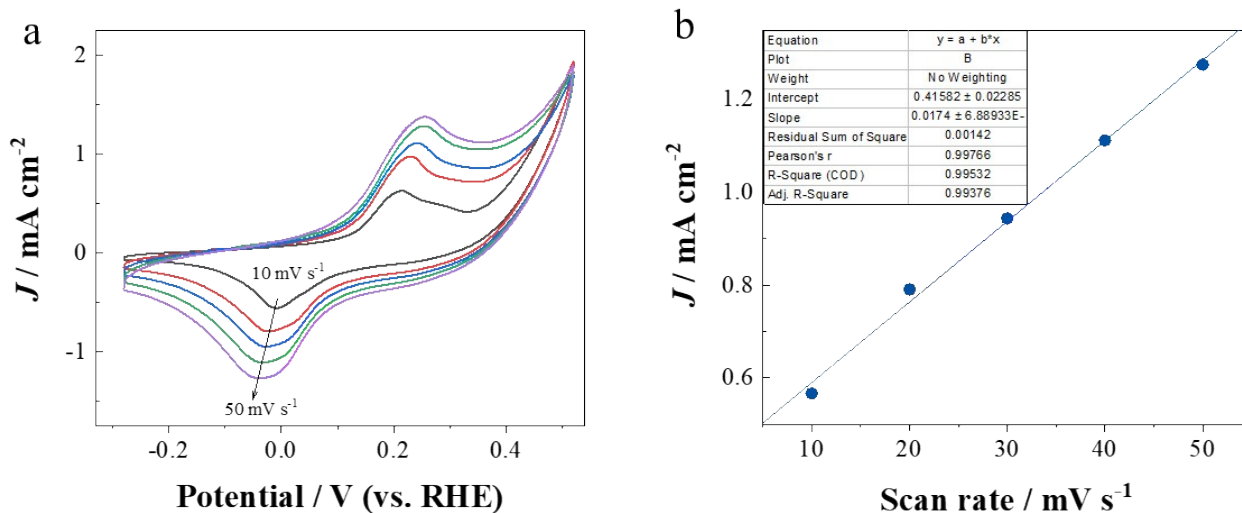 a
2
1
0
-1
J / mA cm⁻²
10 mV s⁻¹
50 mV s⁻¹
-0.2
0.0
0.2
0.4
Potential / V (vs. RHE)
b
Equation y = a + b*x
Plot B
Weight No Weighting
Intercept 0.41582 ± 0.02285
Slope 0.0174 ± 6.88933E-
Residual Sum of Square 0.00142
Pearson's r 0.99766
R-Square (COD) 0.99532
Adj. R-Square 0.99376
1.2
1.0
0.8
0.6
J / mA cm⁻²
10
20
30
40
50
Scan rate / mV s⁻¹